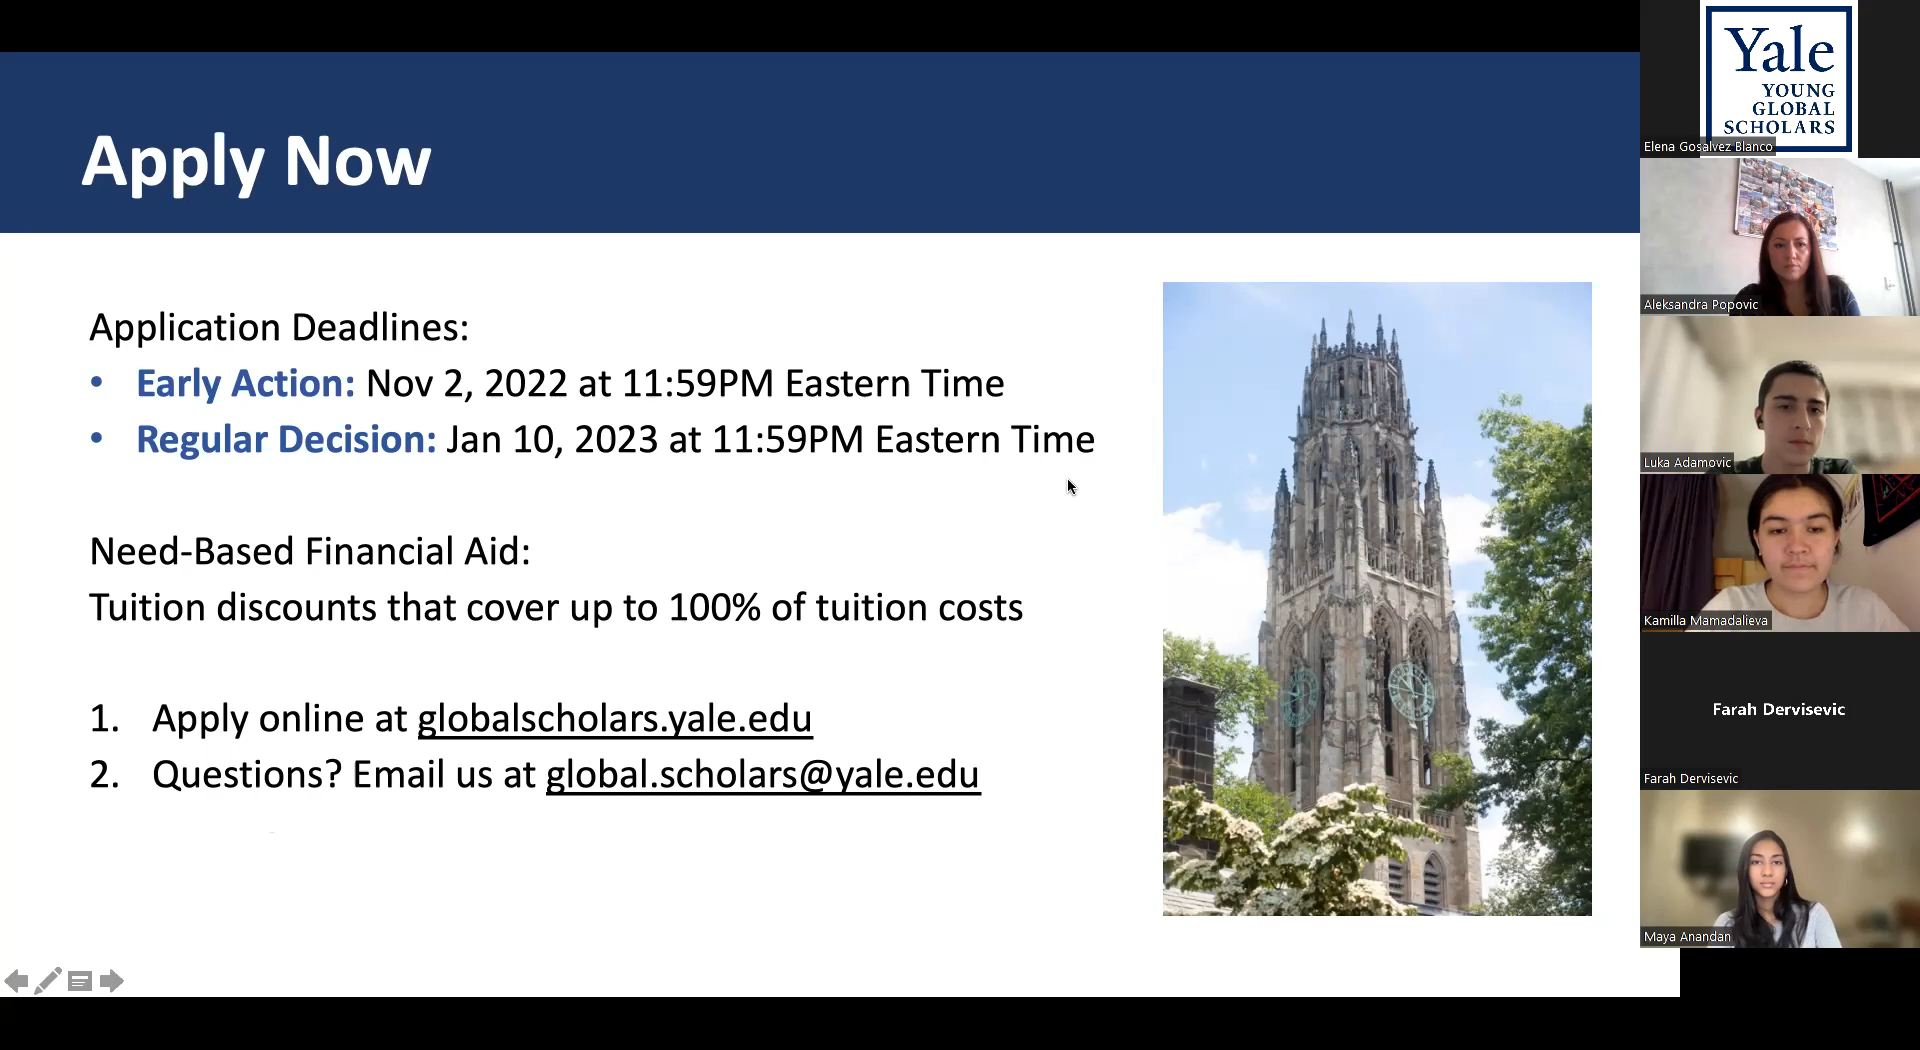 Apply Now
Application Deadlines:
• Early Action: Nov 2, 2022 at 11:59PM Eastern Time
• Regular Decision: Jan 10, 2023 at 11:59PM Eastern Time
Need-Based Financial Aid:
Tuition discounts that cover up to 100% of tuition costs
1. Apply online at globalscholars.yale.edu
2. Questions? Email us at global.scholars@yale.edu
Yale
YOUNG
GLOBAL
SCHOLARS
Elena Gosalvez Blanco
Aleksandra Popovic
Luka Adamovic
Kamilla Mamadalieva
Farah Dervisevic
Farah Dervisevic
Maya Anandan